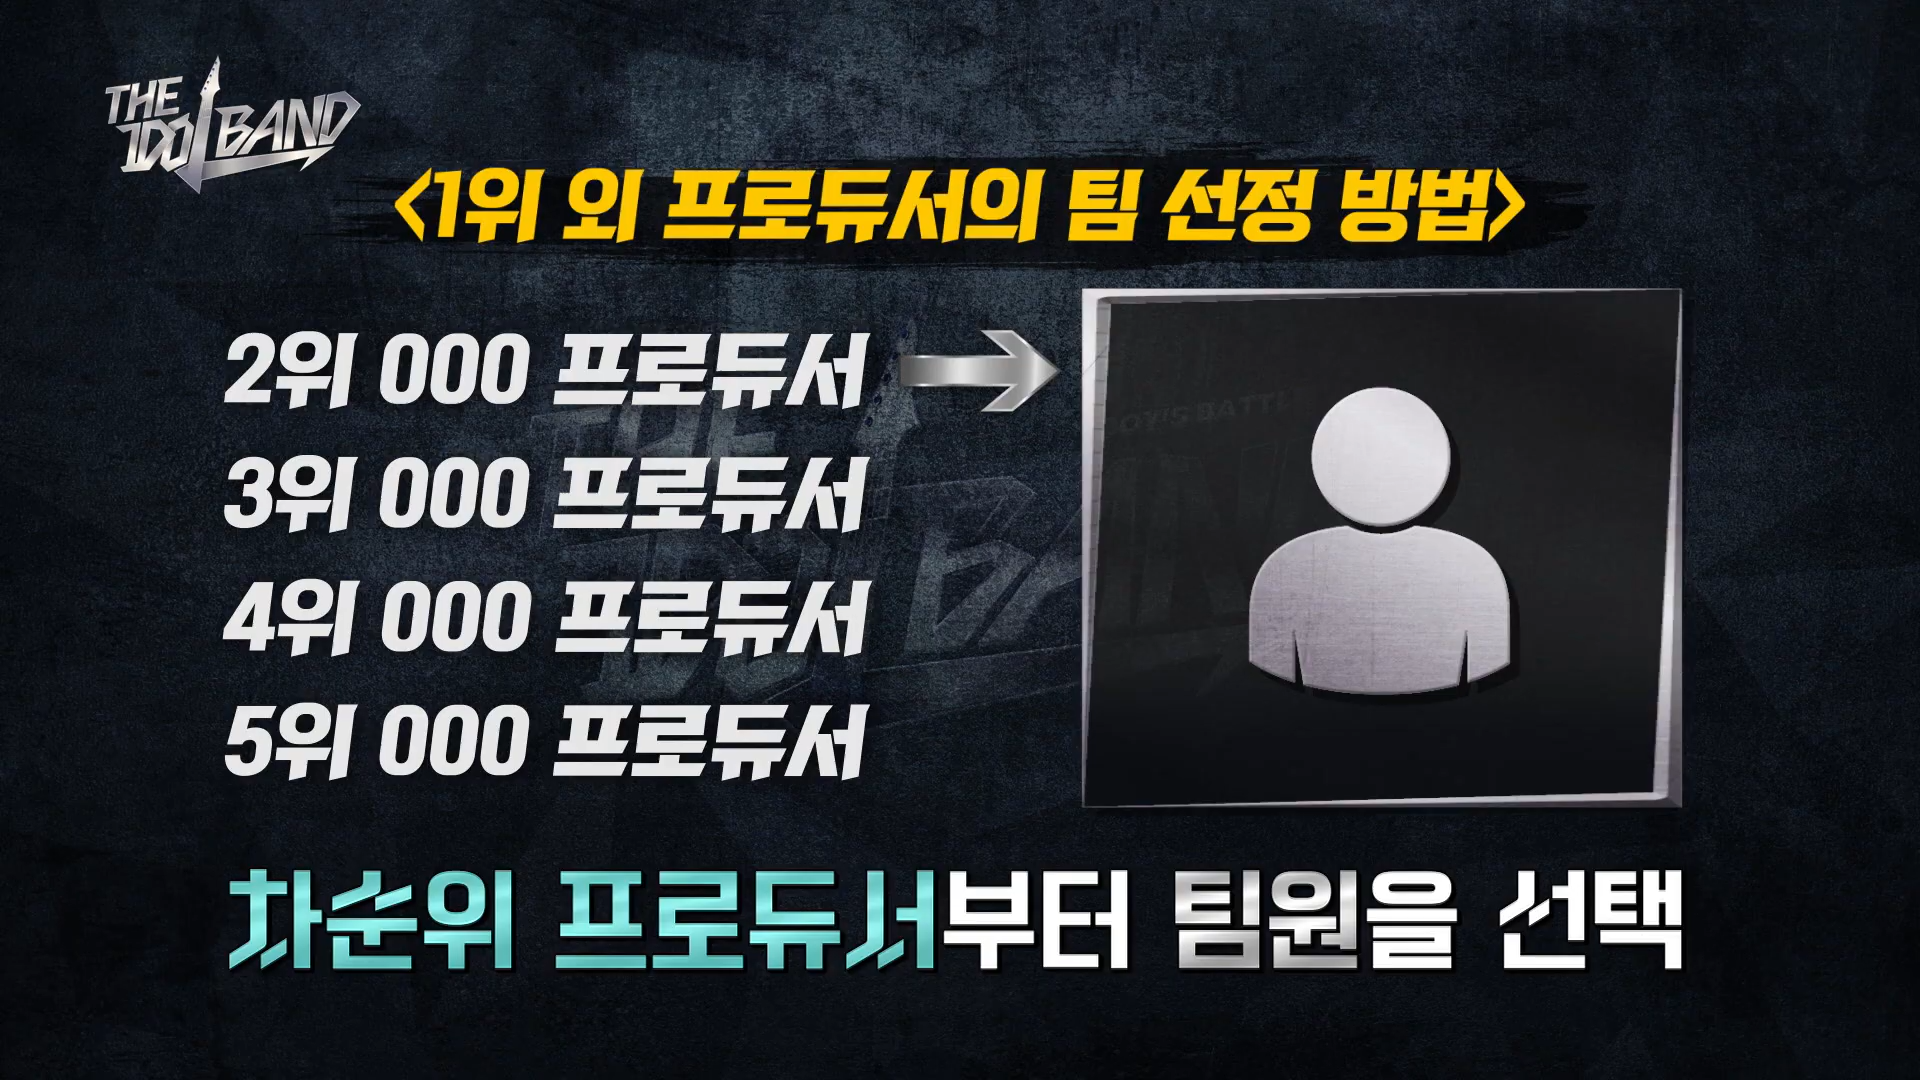 THE IDOL BAND
<1위 외 프로듀서의 팀 선정 방법>
2위 000 프로듀서
3위 000 프로듀서
4위 000 프로듀서
5위 000 프로듀서
차순위 프로듀서부터 팀원을 선택